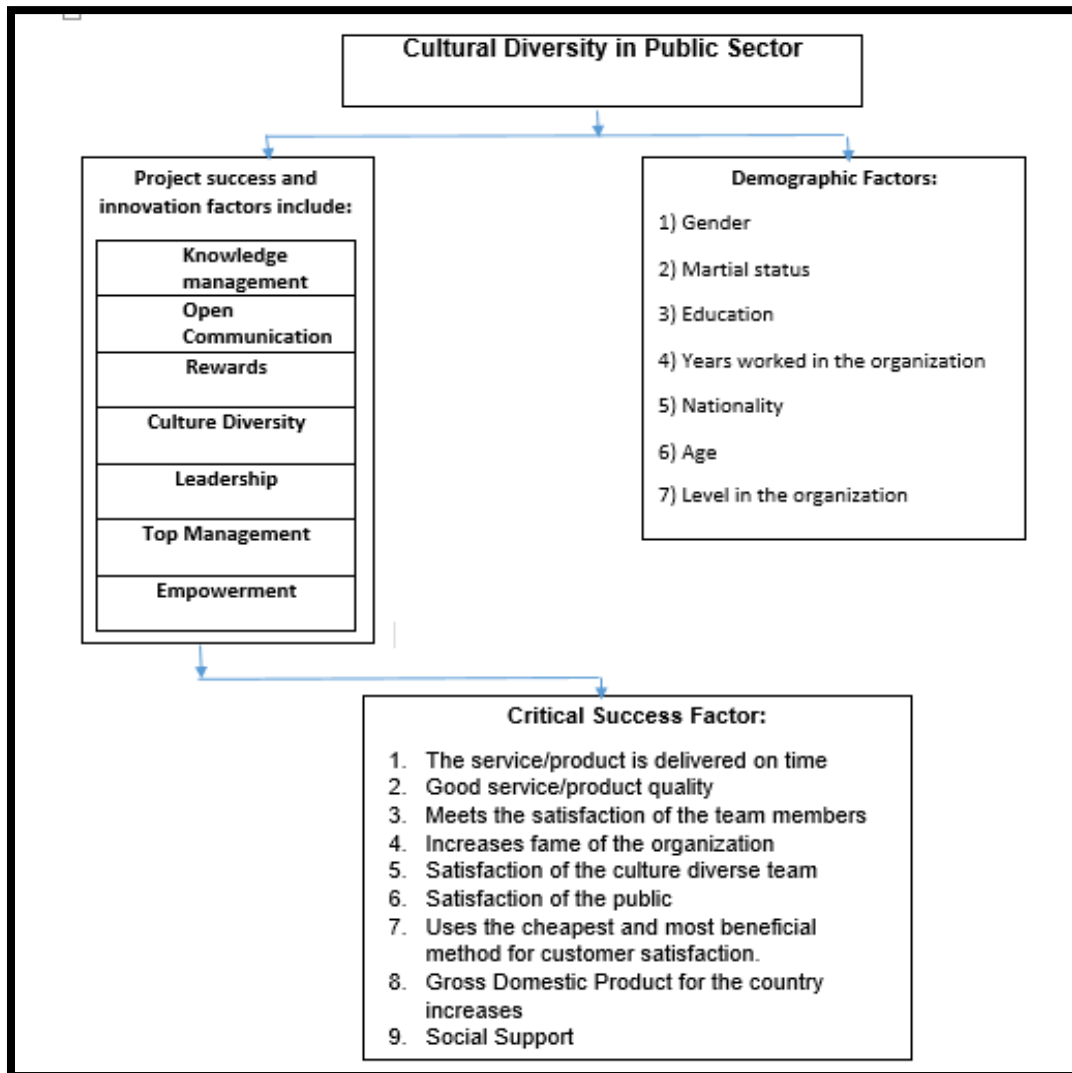 Cultural Diversity in Public Sector
Project success and
innovation factors include:
Knowledge
management
Open
Communication
Rewards
Culture Diversity
Leadership
Top Management
Empowerment
Demographic Factors:
1) Gender
2) Martial status
3) Education
4) Years worked in the organization
5) Nationality
6) Age
7) Level in the organization
Critical Success Factor:
1. The service/product is delivered on time
2. Good service/product quality
3. Meets the satisfaction of the team members
4. Increases fame of the organization
5. Satisfaction of the culture diverse team
6. Satisfaction of the public
7. Uses the cheapest and most beneficial
method for customer satisfaction.
8. Gross Domestic Product for the country
increases
9. Social Support